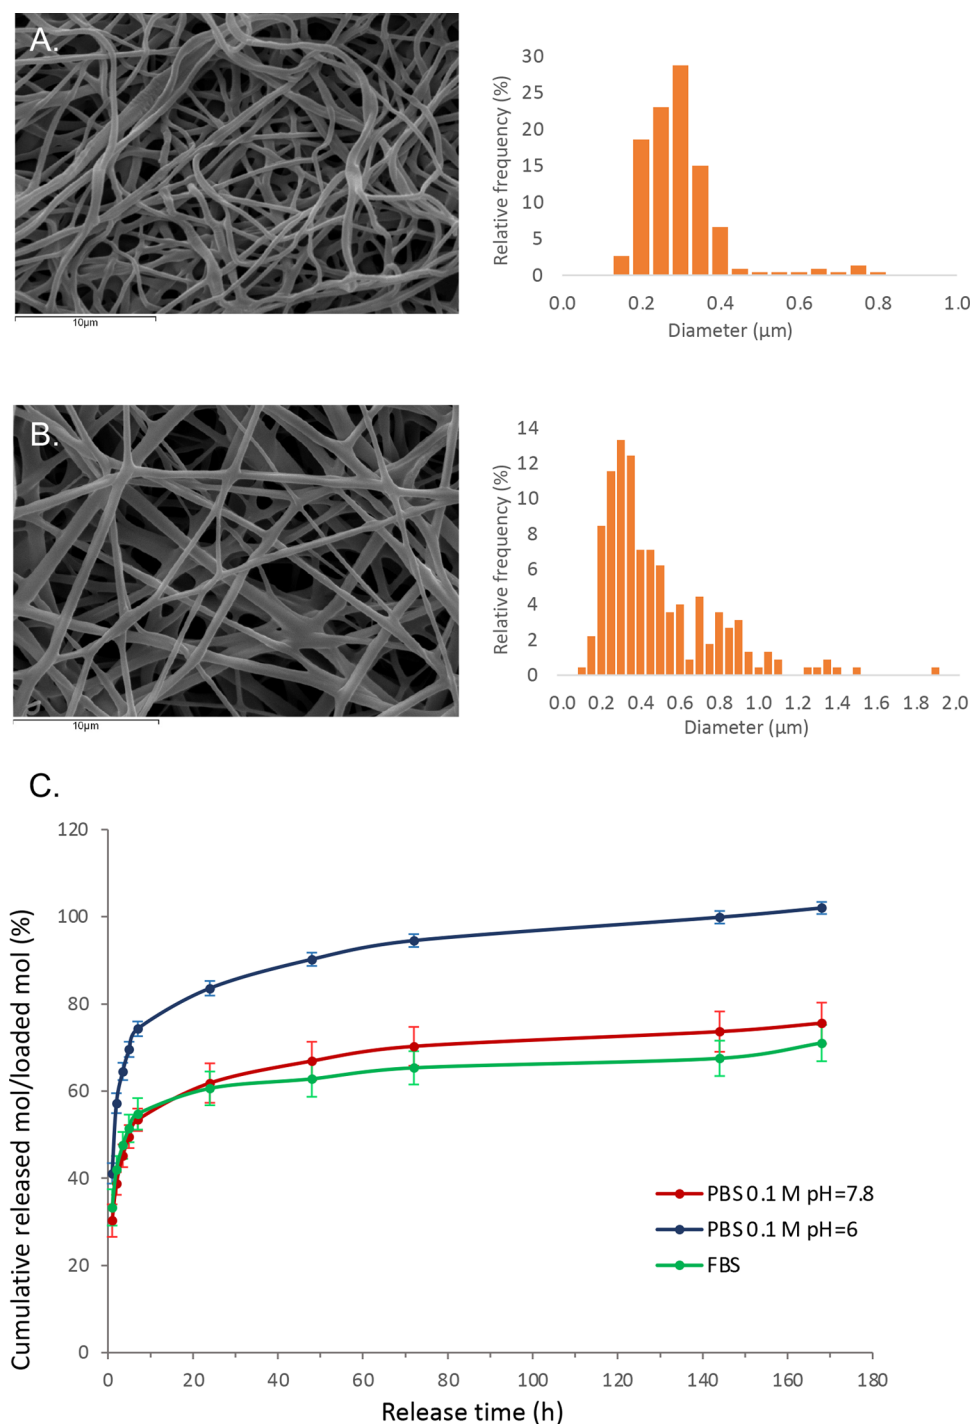 A.
10µm
Relative frequency (%)
30
25
20
15
10
5
0
0.0 0.2 0.4 0.6 0.8 1.0
Diameter (µm)
B.
10µm
Relative frequency (%)
14
12
10
8
6
4
2
0
0.0 0.2 0.4 0.6 0.8 1.0 1.2 1.4 1.6 1.8 2.0
Diameter (µm)
C.
Cumulative released mol/loaded mol (%)
120
100
80
60
40
20
0
PBS 0.1 M pH=7.8
PBS 0.1 M pH=6
FBS
0 20 40 60 80 100 120 140 160 180
Release time (h)